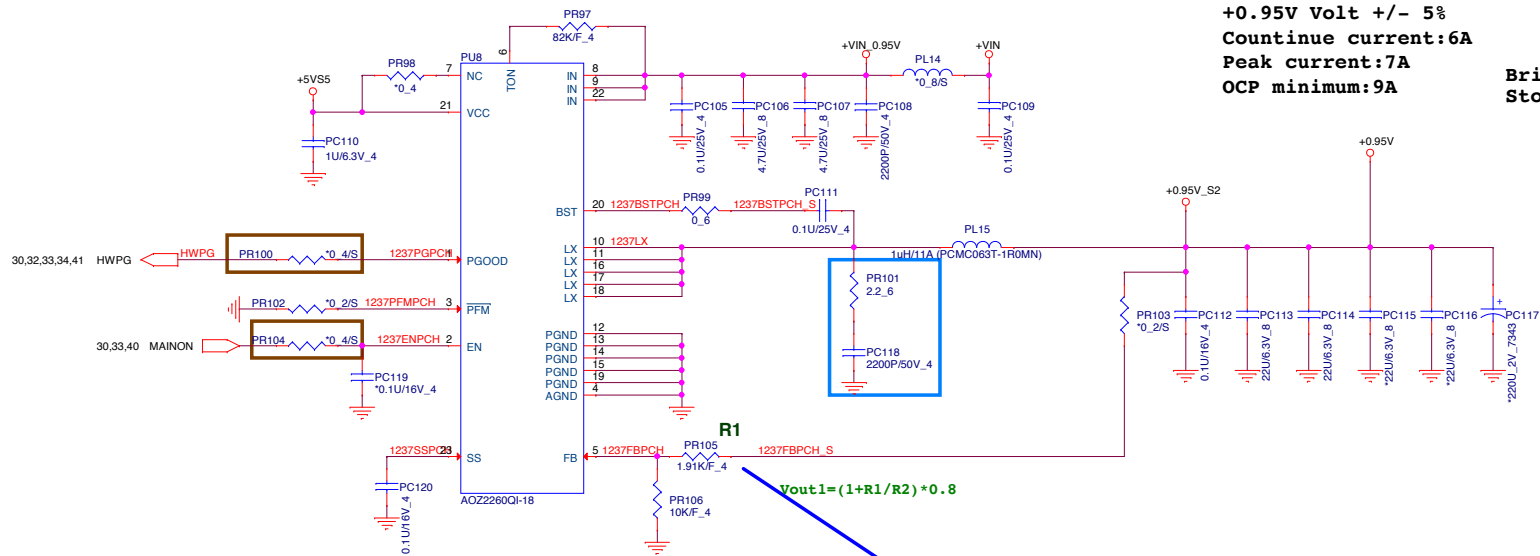 +0.95V Volt +/- 5%
Countinue current:6A
Peak current:7A
OCP minimum:9A
Bri
Sto
PR97
82K/F_4
PU8
6
TON
+5VS5
PR98
*0_4
7
NC
21
VCC
PC110
1U/6.3V_4
IN
8
IN
9
IN
22
+VIN_0.95V
PL14
*0_8/S
+VIN
PC105
0.1U/25V_4
PC106
4.7U/25V_8
PC107
4.7U/25V_8
PC108
2200P/50V_4
PC109
0.1U/25V_4
BST
20
1237BSTPCH
PR99
0_6
1237BSTPCH_S
PC111
0.1U/25V_4
LX
10
1237LX
LX
11
LX
16
LX
17
LX
18
PL15
1uH/11A (PCMC063T-1R0MN)
+0.95V_S2
+0.95V
30,32,33,34,41
HWPG
HWPG
PR100
*0_4/S
1237PGPCH
1
PGOOD
PR102
*0_2/S
1237PFMPCH
3
PFM
30,33,40
MAINON
PR104
*0_4/S
1237ENPCH
2
EN
PC119
*0.1U/16V_4
PGND
12
PGND
13
PGND
14
PGND
15
PGND
19
AGND
4
PR101
2.2_6
PC118
2200P/50V_4
PR103
*0_2/S
PC112
0.1U/16V_4
PC113
22U/6.3V_8
PC114
22U/6.3V_8
PC115
*22U/6.3V_8
PC116
*22U/6.3V_8
+
PC117
*220U_2V_7343
1237SSPCH
23
SS
PC120
0.1U/16V_4
AOZ2260QI-18
FB
5
1237FBPCH
R1
PR105
1.91K/F_4
1237FBPCH_S
PR106
10K/F_4
Vout1=(1+R1/R2)*0.8